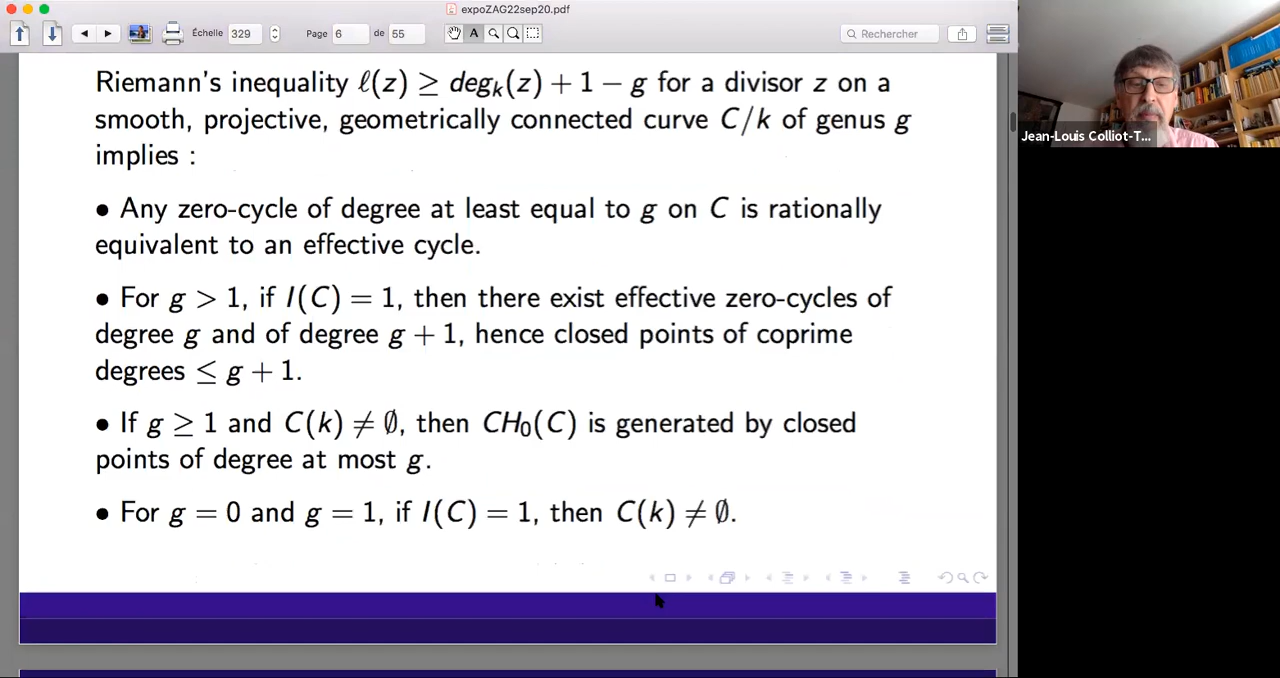 expoZAG22sep20.pdf
Échelle 329 Page 6 de 55 A Rechercher
Riemann's inequality ℓ(z) ≥ deg_k(z) + 1 − g for a divisor z on a
smooth, projective, geometrically connected curve C/k of genus g
implies :
• Any zero-cycle of degree at least equal to g on C is rationally
equivalent to an effective cycle.
• For g > 1, if I(C) = 1, then there exist effective zero-cycles of
degree g and of degree g + 1, hence closed points of coprime
degrees ≤ g + 1.
• If g ≥ 1 and C(k) ≠ ∅, then CH₀(C) is generated by closed
points of degree at most g.
• For g = 0 and g = 1, if I(C) = 1, then C(k) ≠ ∅.
Jean-Louis Colliot-T...